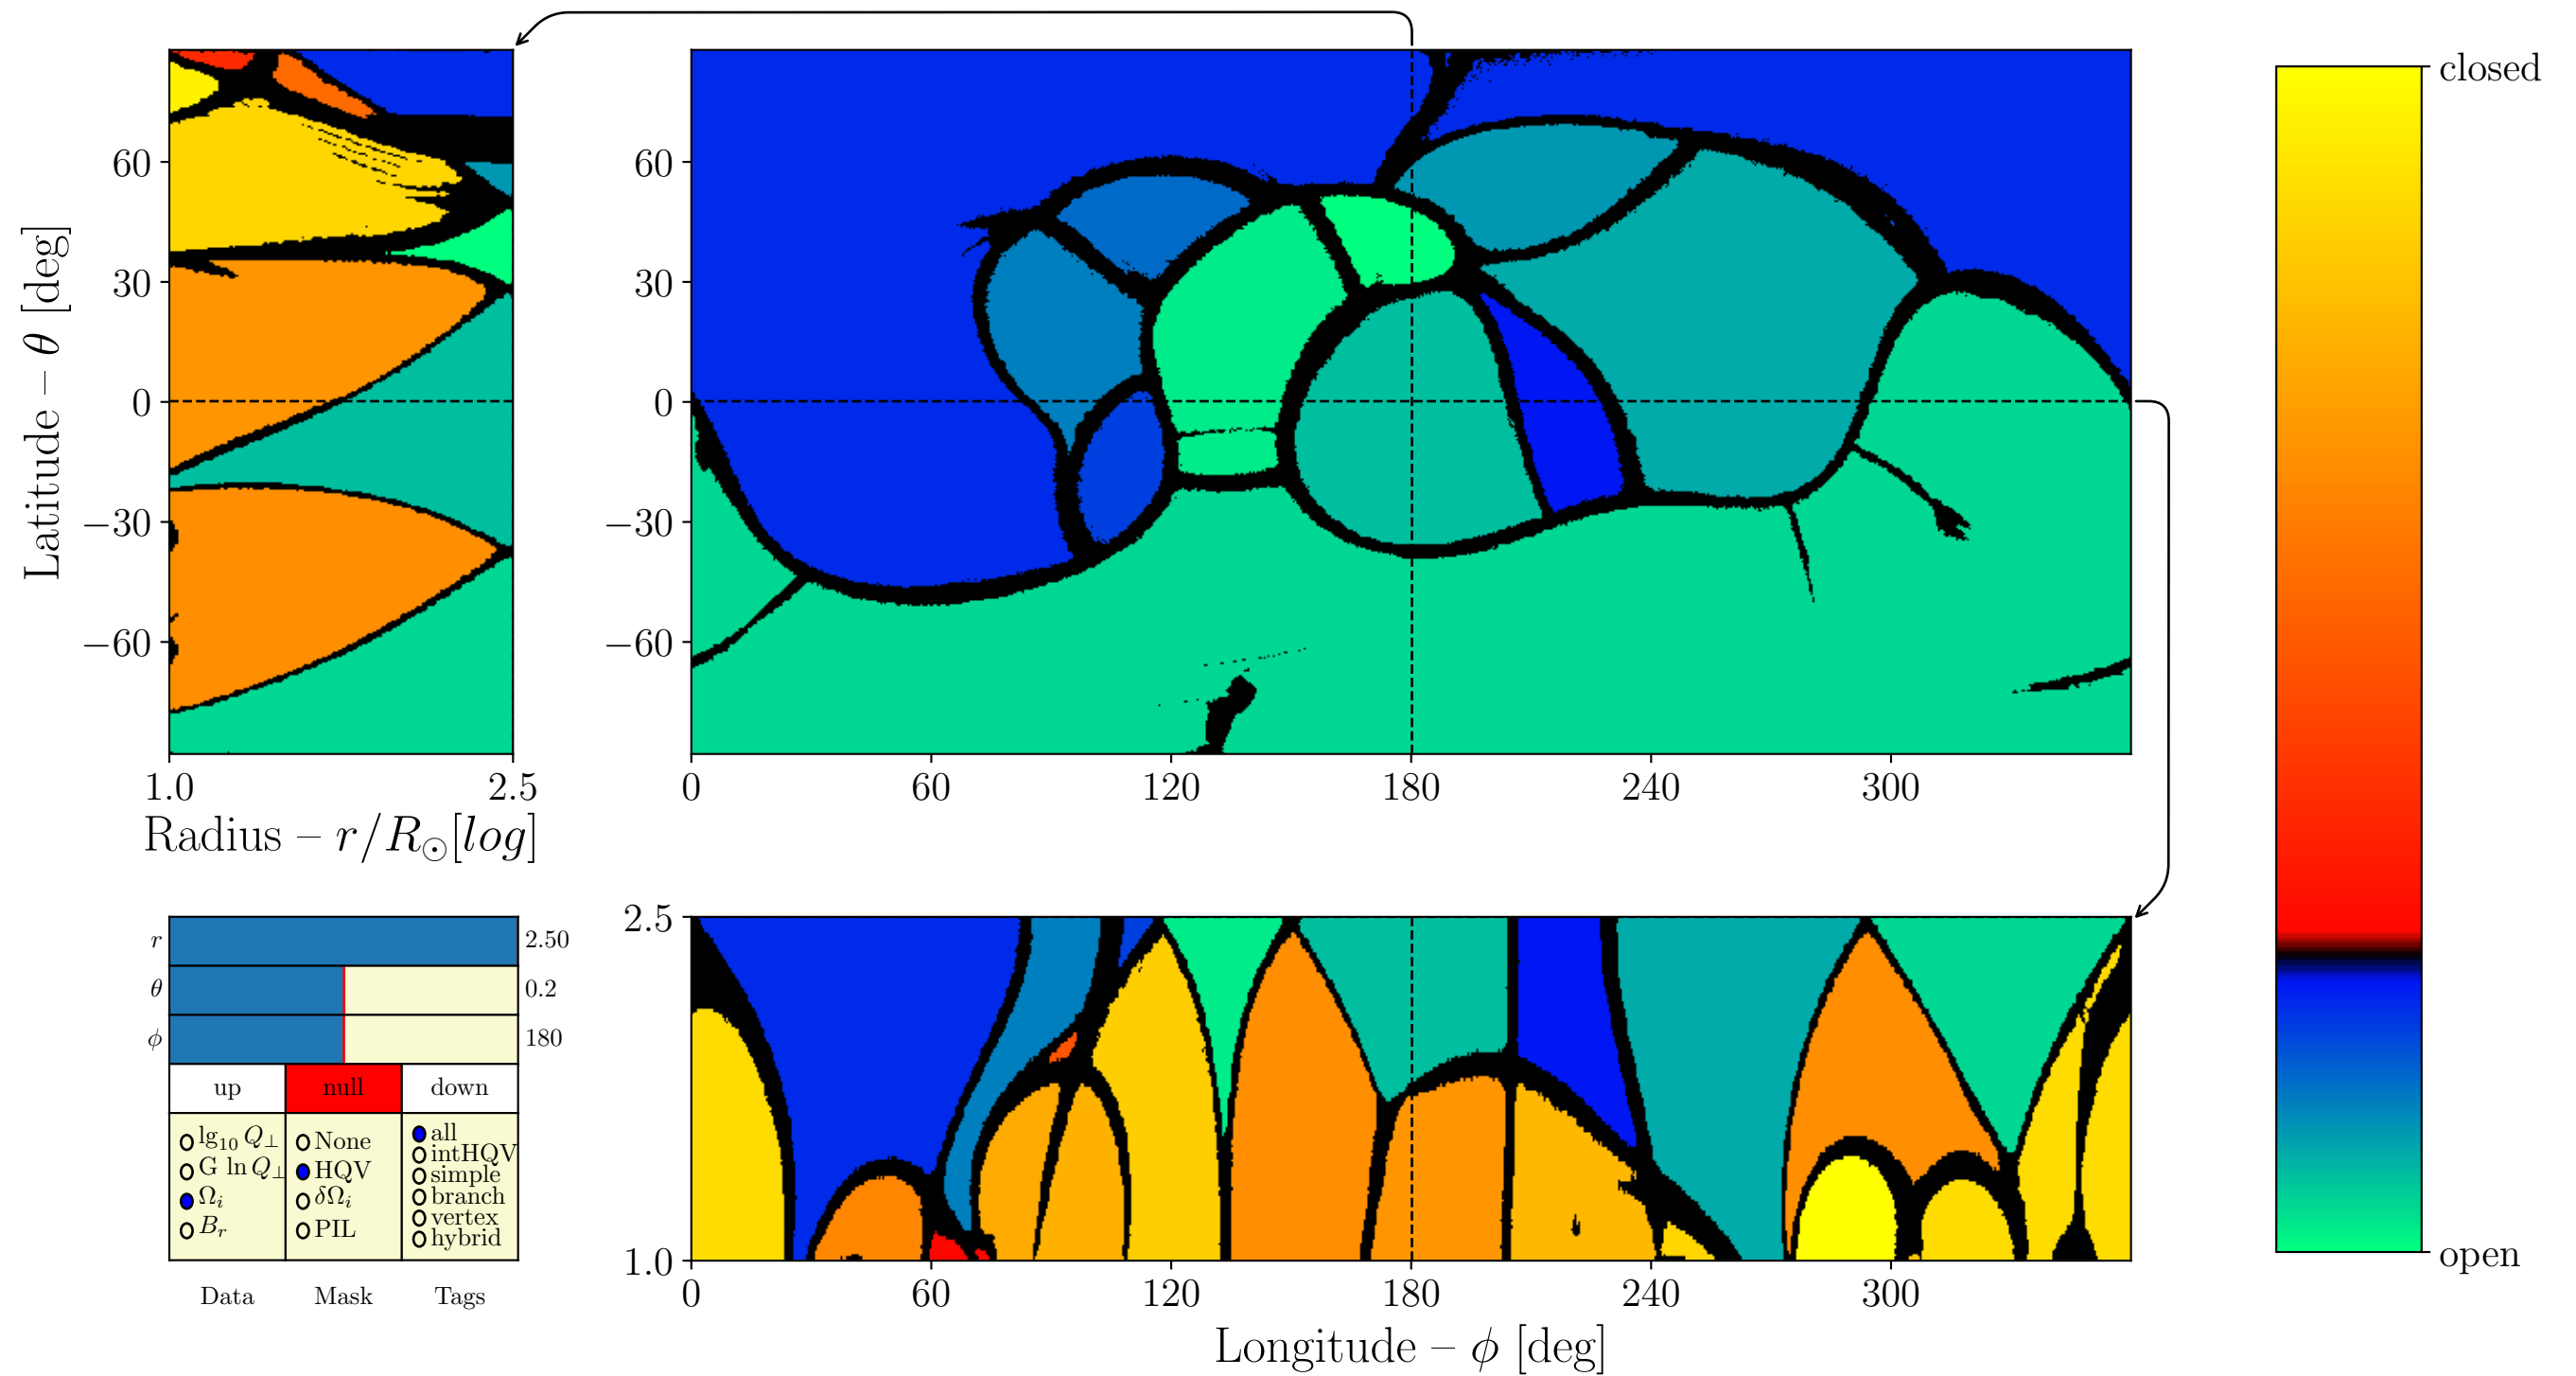 closed
60
30
0
−30
−60
Latitude – θ [deg]
1.0
2.5
Radius – r/R⊙[log]
60
30
0
−30
−60
0
60
120
180
240
300
open
r
2.50
θ
0.2
ϕ
180
up
null
down
lg₁₀ Q⊥
G ln Q⊥
Ωᵢ
Bᵣ
None
HQV
δΩᵢ
PIL
all
intHQV
simple
branch
vertex
hybrid
Data
Mask
Tags
2.5
1.0
0
60
120
180
240
300
Longitude – ϕ [deg]